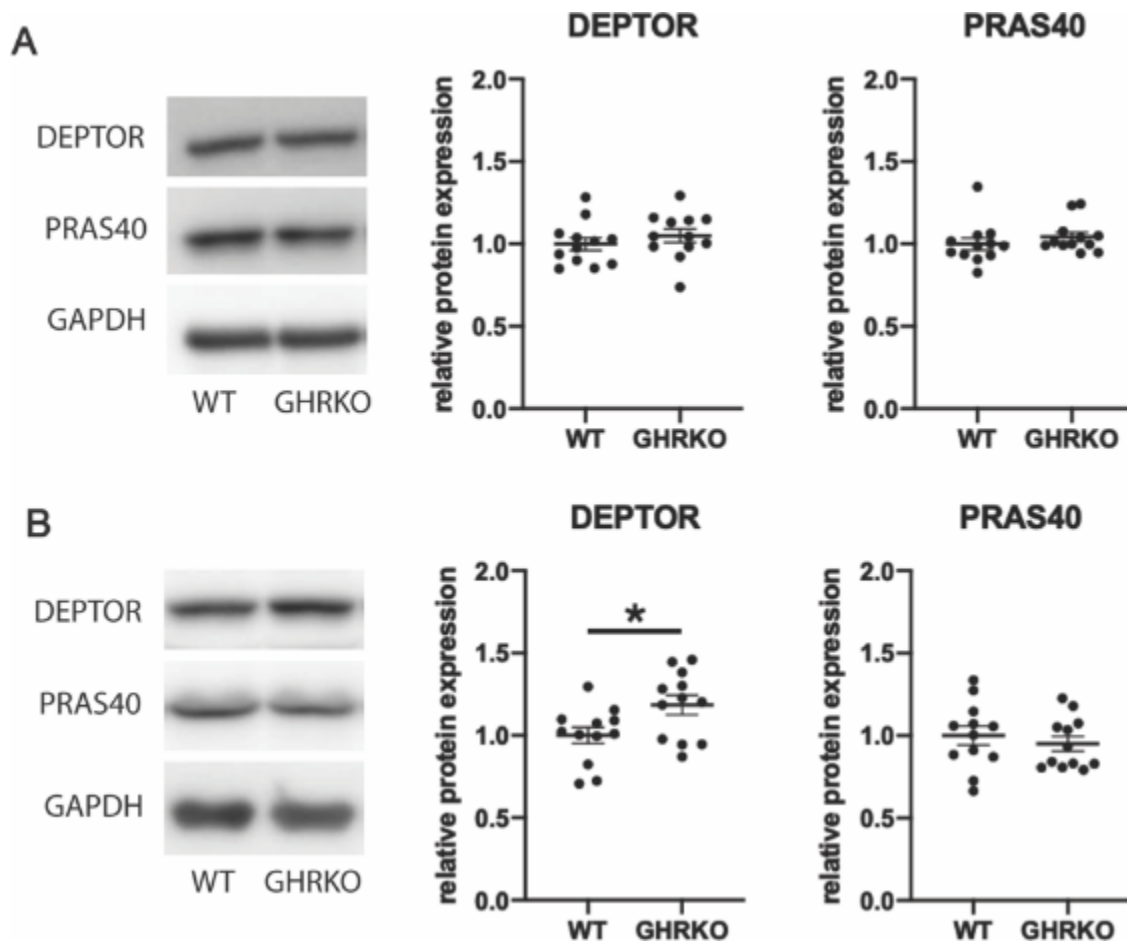 A
DEPTOR
PRAS40
GAPDH
WT GHRKO
DEPTOR
relative protein expression
2.0
1.5
1.0
0.5
0.0
WT GHRKO
PRAS40
relative protein expression
2.0
1.5
1.0
0.5
0.0
WT GHRKO
B
DEPTOR
PRAS40
GAPDH
WT GHRKO
DEPTOR
relative protein expression
2.0
1.5
1.0
0.5
0.0
*
WT GHRKO
PRAS40
relative protein expression
2.0
1.5
1.0
0.5
0.0
WT GHRKO